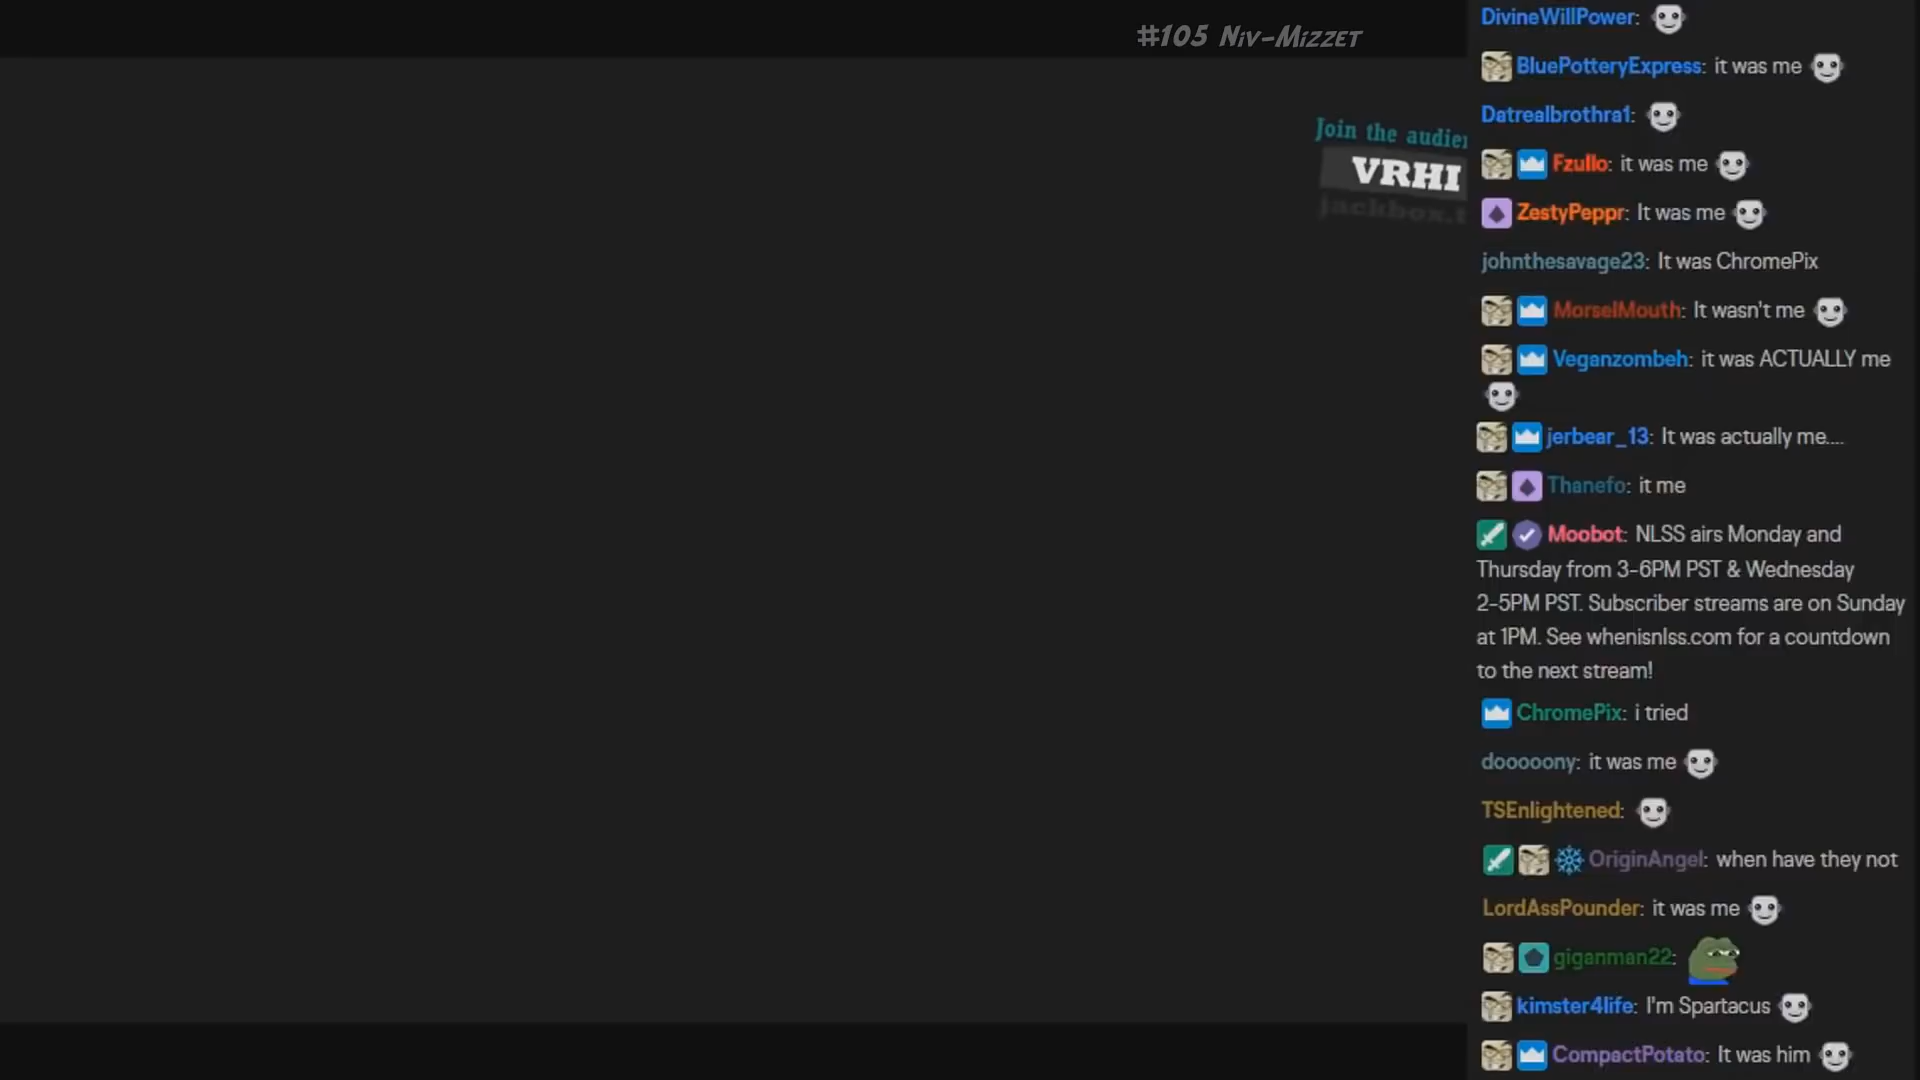 #105 Niv-Mizzet
Join the audien
VRHI
jackbox.t
DivineWillPower:
BluePotteryExpress: it was me
Datrealbrothra1:
Fzullo: it was me
ZestyPeppr: It was me
johnthesavage23: It was ChromePix
MorselMouth: It wasn't me
Veganzombeh: it was ACTUALLY me
jerbear_13: It was actually me....
Thanefo: it me
Moobot: NLSS airs Monday and
Thursday from 3-6PM PST & Wednesday
2-5PM PST. Subscriber streams are on Sunday
at 1PM. See whenisnlss.com for a countdown
to the next stream!
ChromePix: i tried
dooooony: it was me
TSEnlightened:
OriginAngel: when have they not
LordAssPounder: it was me
giganman22:
kimster4life: I'm Spartacus
CompactPotato: It was him